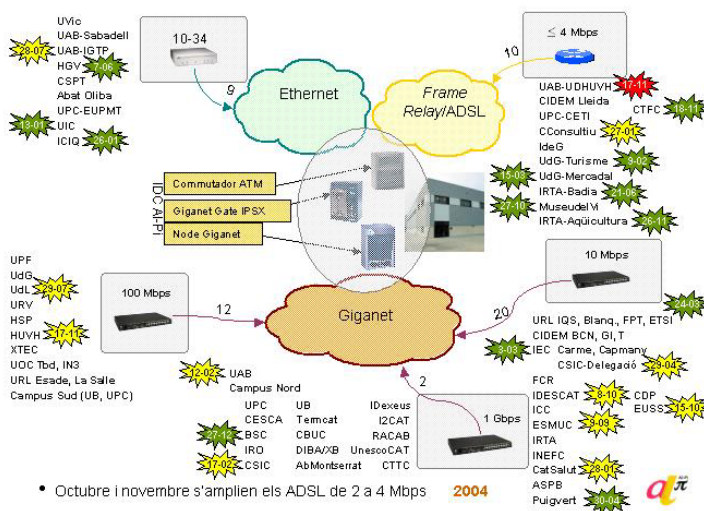 UVic
UAB-Sabadell
28-07 UAB-IGTP
HGV 7-06
CSPT
Abat Oliba
UPC-EUPMT
13-01 UIC
ICIQ 26-01
10-34
9
Ethernet
Frame
Relay/ADSL
10
≤ 4 Mbps
UAB-UDHUVH 17-11
CIDEM Lleida CTFC 18-11
UPC-CETI
CConsultiu 27-01
IdeG
UdG-Turisme 9-02
15-03 UdG-Mercadal
IRTA-Badia 21-06
27-10 MuseudelVi
IRTA-Aqüicultura 26-11
IDC Al-Pi
Commutador ATM
Giganet Gate IPSX
Node Giganet
UPF
UdG
UdL 29-07
URV
HSP
HUVH 17-11
XTEC
UOC Tbd, IN3
URL Esade, La Salle
Campus Sud (UB, UPC)
100 Mbps
12
Giganet
20
10 Mbps
24-03
URL IQS, Blanq., FPT, ETSI
CIDEM BCN, GI, T
3-03 IEC Carme, Capmany
CSIC-Delegació 29-04
FCR
IDESCAT 8-10 CDP
ICC EUSS 15-10
ESMUC 9-09
IRTA
INEFC
CatSalut 28-01
ASPB
Puigvert 30-04
12-02 UAB
Campus Nord
UPC UB IDexeus
CESCA Termcat I2CAT
27-12 BSC CBUC RACAB
IRO DIBA/XB UnescoCAT
17-02 CSIC AbMontserrat CTTC
2
1 Gbps
• Octubre i novembre s'amplien els ADSL de 2 a 4 Mbps 2004